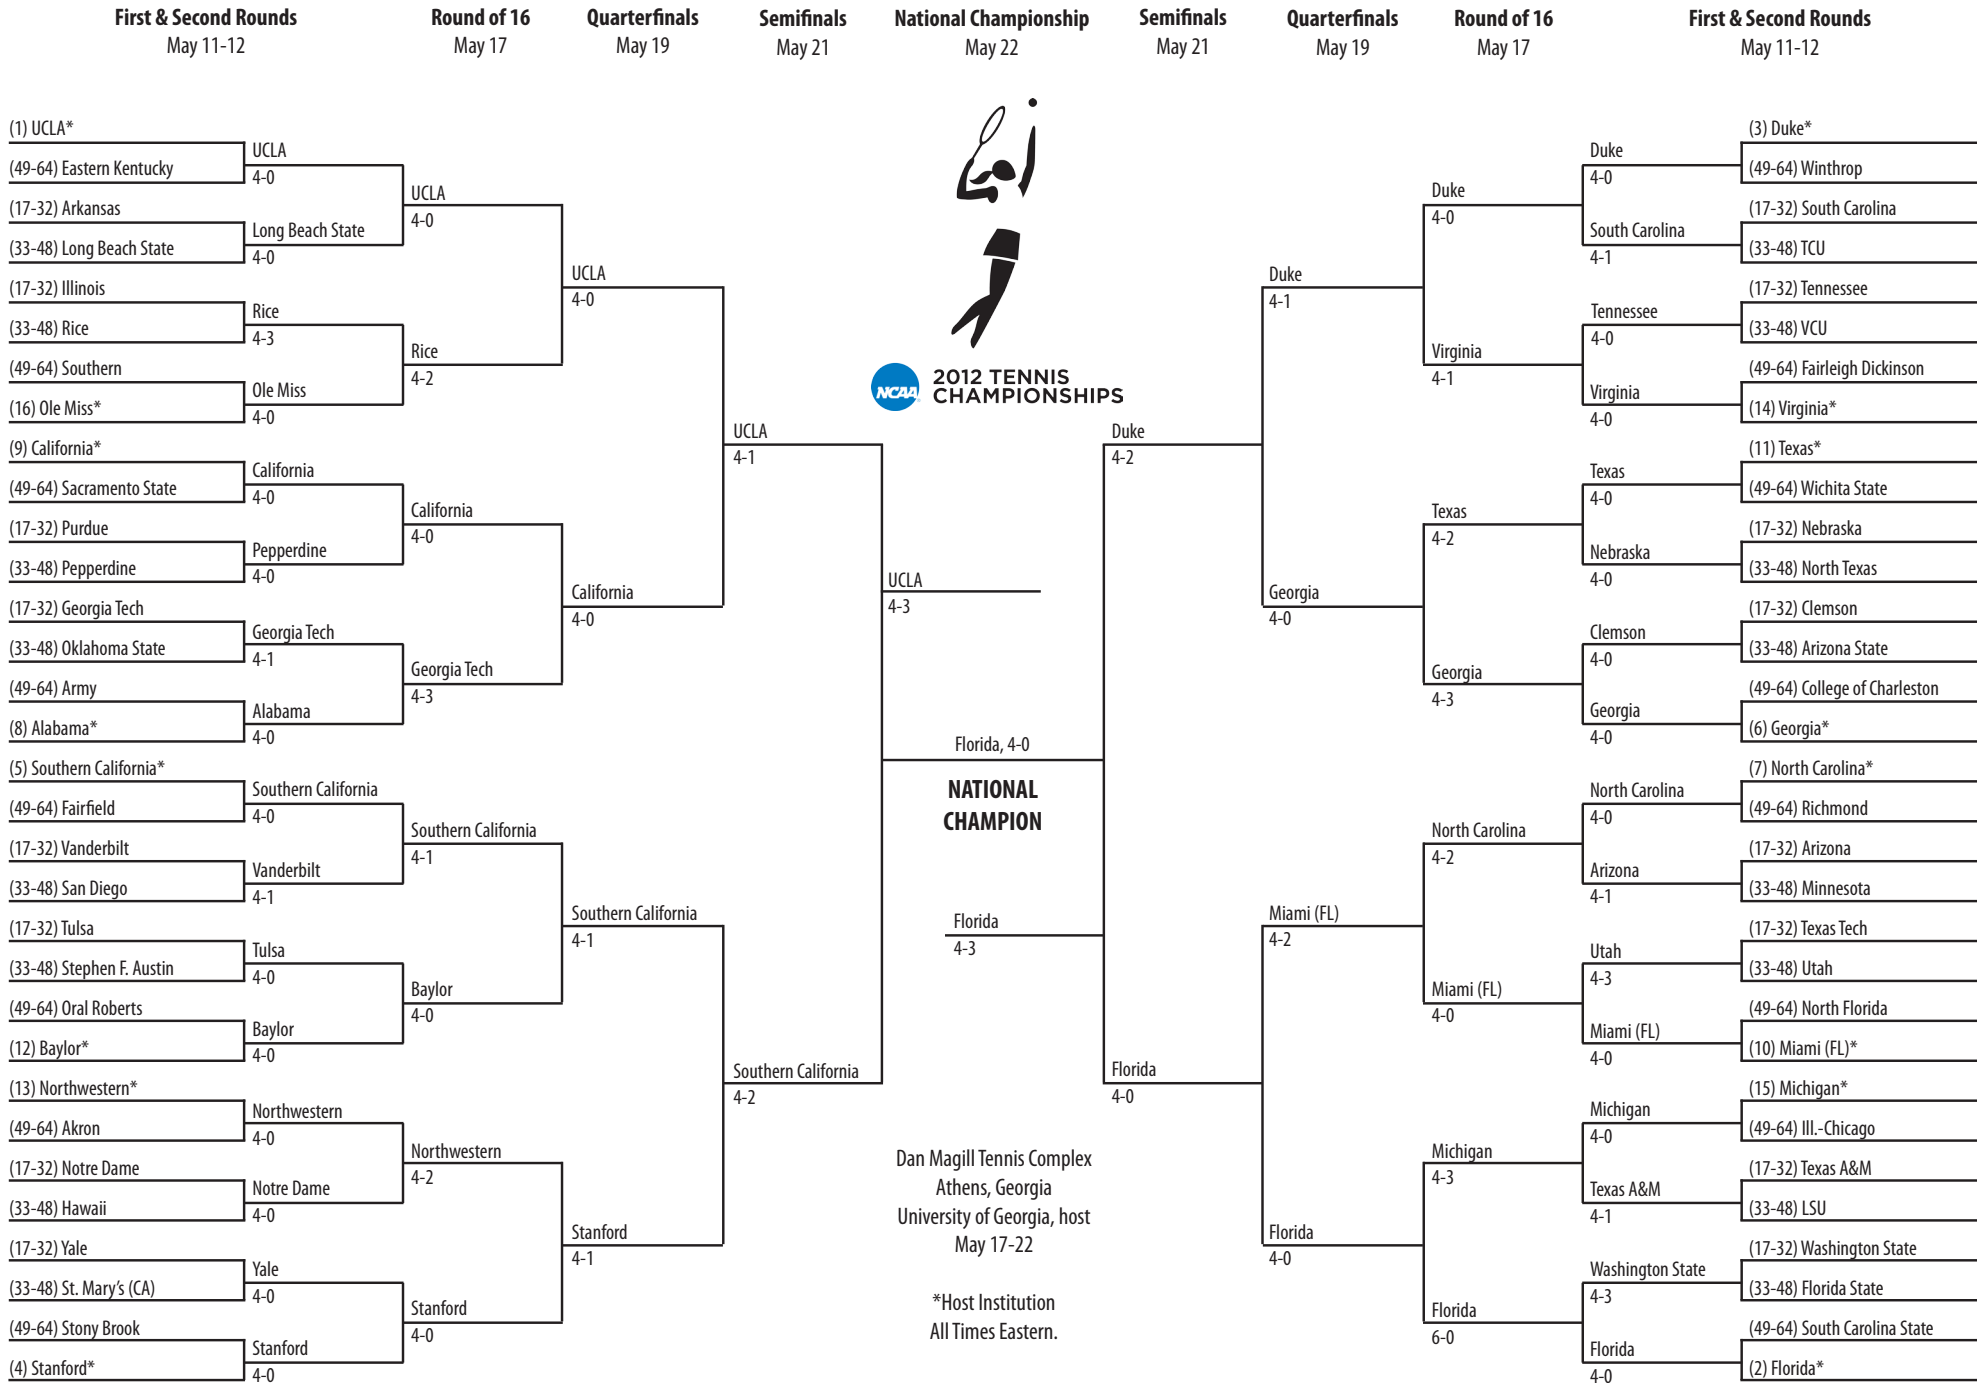 First & Second Rounds
May 11-12
Round of 16
May 17
Quarterfinals
May 19
Semifinals
May 21
National Championship
May 22
Semifinals
May 21
Quarterfinals
May 19
Round of 16
May 17
First & Second Rounds
May 11-12
(1) UCLA*
(49-64) Eastern Kentucky
(17-32) Arkansas
(33-48) Long Beach State
(17-32) Illinois
(33-48) Rice
(49-64) Southern
(16) Ole Miss*
(9) California*
(49-64) Sacramento State
(17-32) Purdue
(33-48) Pepperdine
(17-32) Georgia Tech
(33-48) Oklahoma State
(49-64) Army
(8) Alabama*
(5) Southern California*
(49-64) Fairfield
(17-32) Vanderbilt
(33-48) San Diego
(17-32) Tulsa
(33-48) Stephen F. Austin
(49-64) Oral Roberts
(12) Baylor*
(13) Northwestern*
(49-64) Akron
(17-32) Notre Dame
(33-48) Hawaii
(17-32) Yale
(33-48) St. Mary's (CA)
(49-64) Stony Brook
(4) Stanford*
UCLA
4-0
Long Beach State
4-0
Rice
4-3
Ole Miss
4-0
California
4-0
Pepperdine
4-0
Georgia Tech
4-1
Alabama
4-0
Southern California
4-0
Vanderbilt
4-1
Tulsa
4-0
Baylor
4-0
Northwestern
4-0
Notre Dame
4-0
Yale
4-0
Stanford
4-0
UCLA
4-0
Rice
4-2
California
4-0
Georgia Tech
4-3
Southern California
4-1
Baylor
4-0
Northwestern
4-2
Stanford
4-0
UCLA
4-0
California
4-0
Southern California
4-1
Stanford
4-1
UCLA
4-1
Southern California
4-2
NCAA
2012 TENNIS
CHAMPIONSHIPS
UCLA
4-3
Florida, 4-0
NATIONAL
CHAMPION
Florida
4-3
Dan Magill Tennis Complex
Athens, Georgia
University of Georgia, host
May 17-22
*Host Institution
All Times Eastern.
Duke
4-2
Florida
4-0
Duke
4-1
Georgia
4-0
Miami (FL)
4-2
Florida
4-0
Duke
4-0
Virginia
4-1
Texas
4-2
Georgia
4-3
North Carolina
4-2
Miami (FL)
4-0
Michigan
4-3
Florida
6-0
Duke
4-0
South Carolina
4-1
Tennessee
4-0
Virginia
4-0
Texas
4-0
Nebraska
4-0
Clemson
4-0
Georgia
4-0
North Carolina
4-0
Arizona
4-1
Utah
4-3
Miami (FL)
4-0
Michigan
4-0
Texas A&M
4-1
Washington State
4-3
Florida
4-0
(3) Duke*
(49-64) Winthrop
(17-32) South Carolina
(33-48) TCU
(17-32) Tennessee
(33-48) VCU
(49-64) Fairleigh Dickinson
(14) Virginia*
(11) Texas*
(49-64) Wichita State
(17-32) Nebraska
(33-48) North Texas
(17-32) Clemson
(33-48) Arizona State
(49-64) College of Charleston
(6) Georgia*
(7) North Carolina*
(49-64) Richmond
(17-32) Arizona
(33-48) Minnesota
(17-32) Texas Tech
(33-48) Utah
(49-64) North Florida
(10) Miami (FL)*
(15) Michigan*
(49-64) Ill.-Chicago
(17-32) Texas A&M
(33-48) LSU
(17-32) Washington State
(33-48) Florida State
(49-64) South Carolina State
(2) Florida*